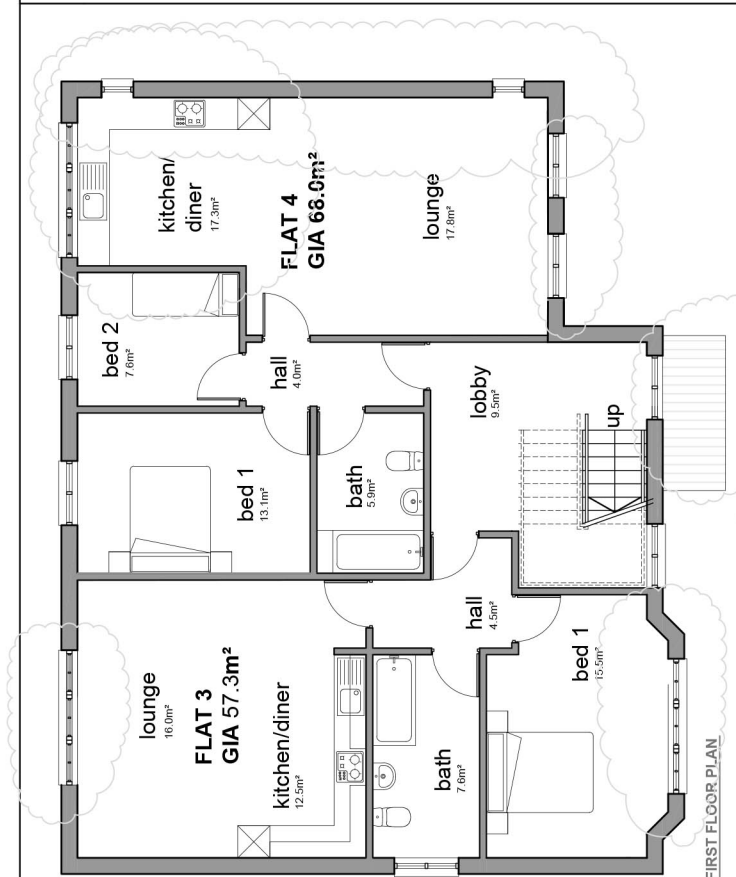 kitchen/
diner
17.3m²
FLAT 4
GIA 68.0m²
lounge
17.8m²
bed 2
7.6m²
hall
4.0m²
lobby
9.5m²
up
bed 1
13.1m²
bath
5.9m²
lounge
16.0m²
FLAT 3
GIA 57.3m²
kitchen/diner
12.5m²
hall
4.5m²
bath
7.6m²
bed 1
15.5m²
FIRST FLOOR PLAN